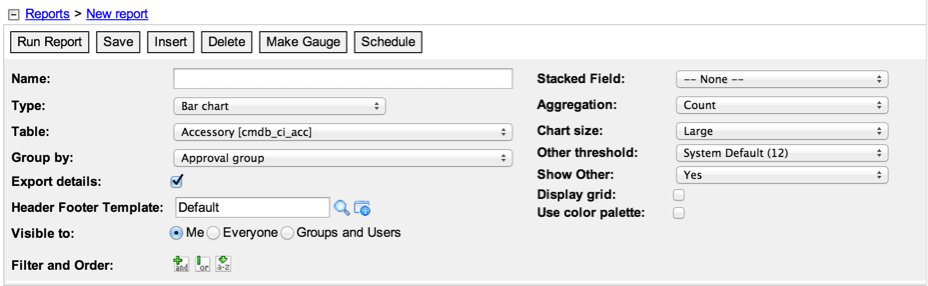 Reports > New report
Run Report Save Insert Delete Make Gauge Schedule
Name:
Type: Bar chart
Table: Accessory [cmdb_ci_acc]
Group by: Approval group
Export details:
Header Footer Template: Default
Visible to: Me Everyone Groups and Users
Filter and Order: and or a-z
Stacked Field: -- None --
Aggregation: Count
Chart size: Large
Other threshold: System Default (12)
Show Other: Yes
Display grid:
Use color palette: